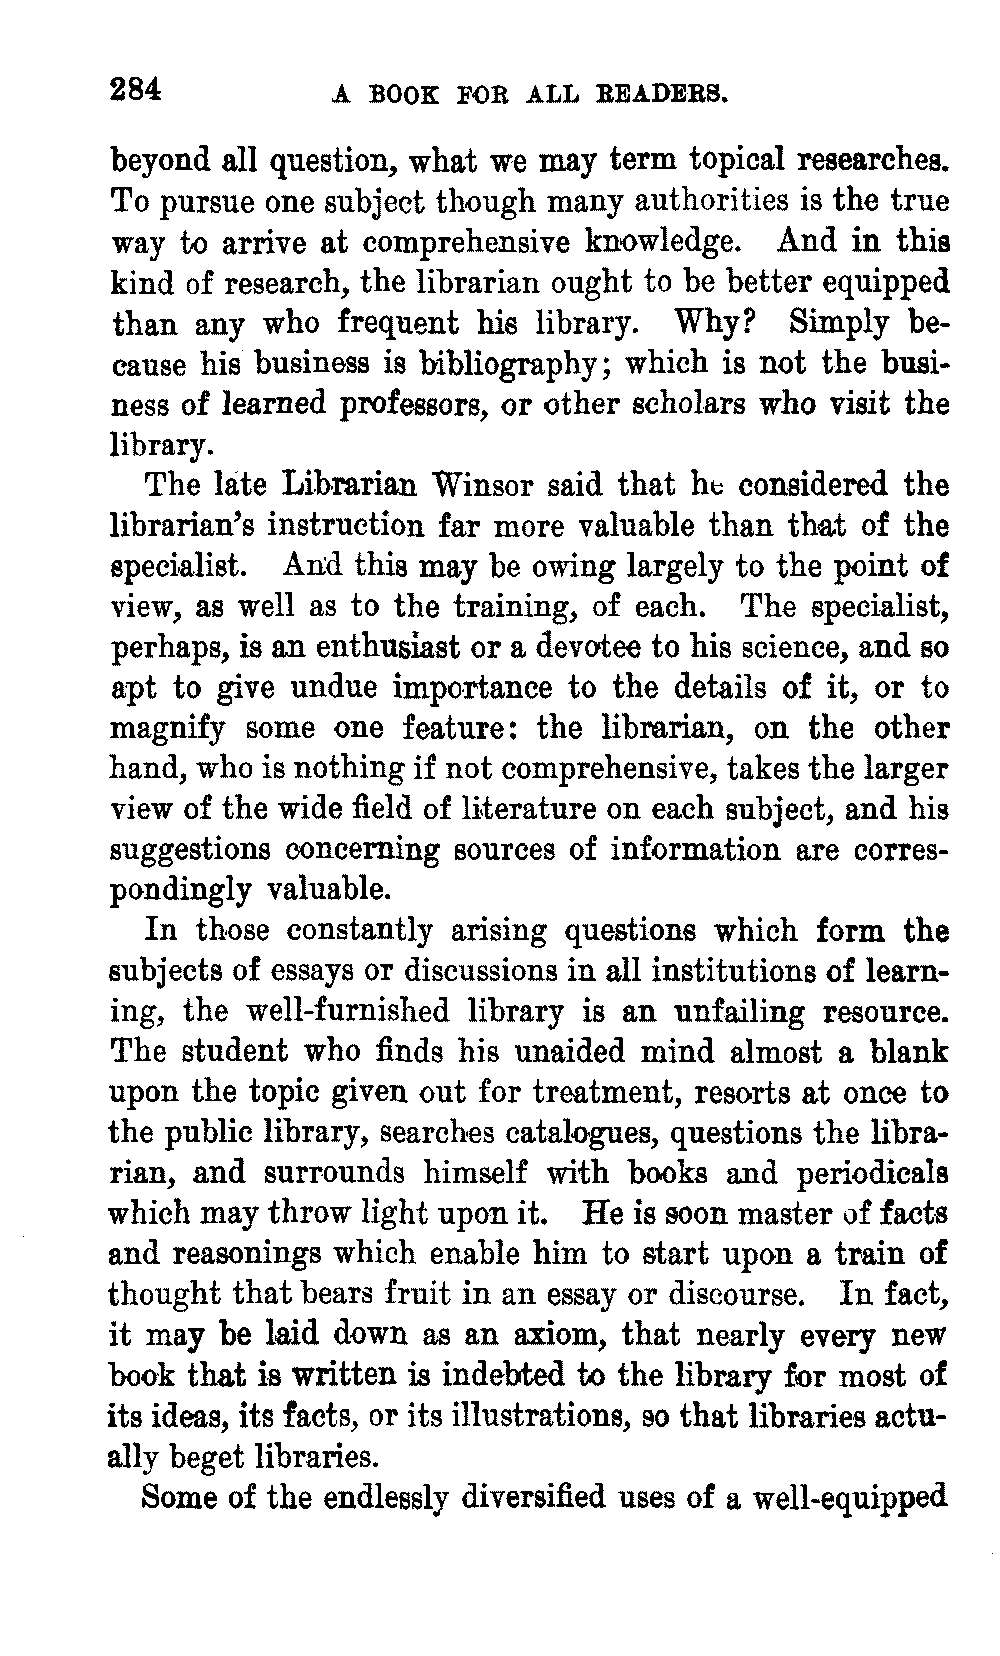 284 A BOOK FOR ALL READERS.
beyond all question, what we may term topical researches.
To pursue one subject though many authorities is the true
way to arrive at comprehensive knowledge. And in this
kind of research, the librarian ought to be better equipped
than any who frequent his library. Why? Simply be-
cause his business is bibliography; which is not the busi-
ness of learned professors, or other scholars who visit the
library.
The late Librarian Winsor said that he considered the
librarian's instruction far more valuable than that of the
specialist. And this may be owing largely to the point of
view, as well as to the training, of each. The specialist,
perhaps, is an enthusiast or a devotee to his science, and so
apt to give undue importance to the details of it, or to
magnify some one feature: the librarian, on the other
hand, who is nothing if not comprehensive, takes the larger
view of the wide field of literature on each subject, and his
suggestions concerning sources of information are corres-
pondingly valuable.
In those constantly arising questions which form the
subjects of essays or discussions in all institutions of learn-
ing, the well-furnished library is an unfailing resource.
The student who finds his unaided mind almost a blank
upon the topic given out for treatment, resorts at once to
the public library, searches catalogues, questions the libra-
rian, and surrounds himself with books and periodicals
which may throw light upon it. He is soon master of facts
and reasonings which enable him to start upon a train of
thought that bears fruit in an essay or discourse. In fact,
it may be laid down as an axiom, that nearly every new
book that is written is indebted to the library for most of
its ideas, its facts, or its illustrations, so that libraries actu-
ally beget libraries.
Some of the endlessly diversified uses of a well-equipped